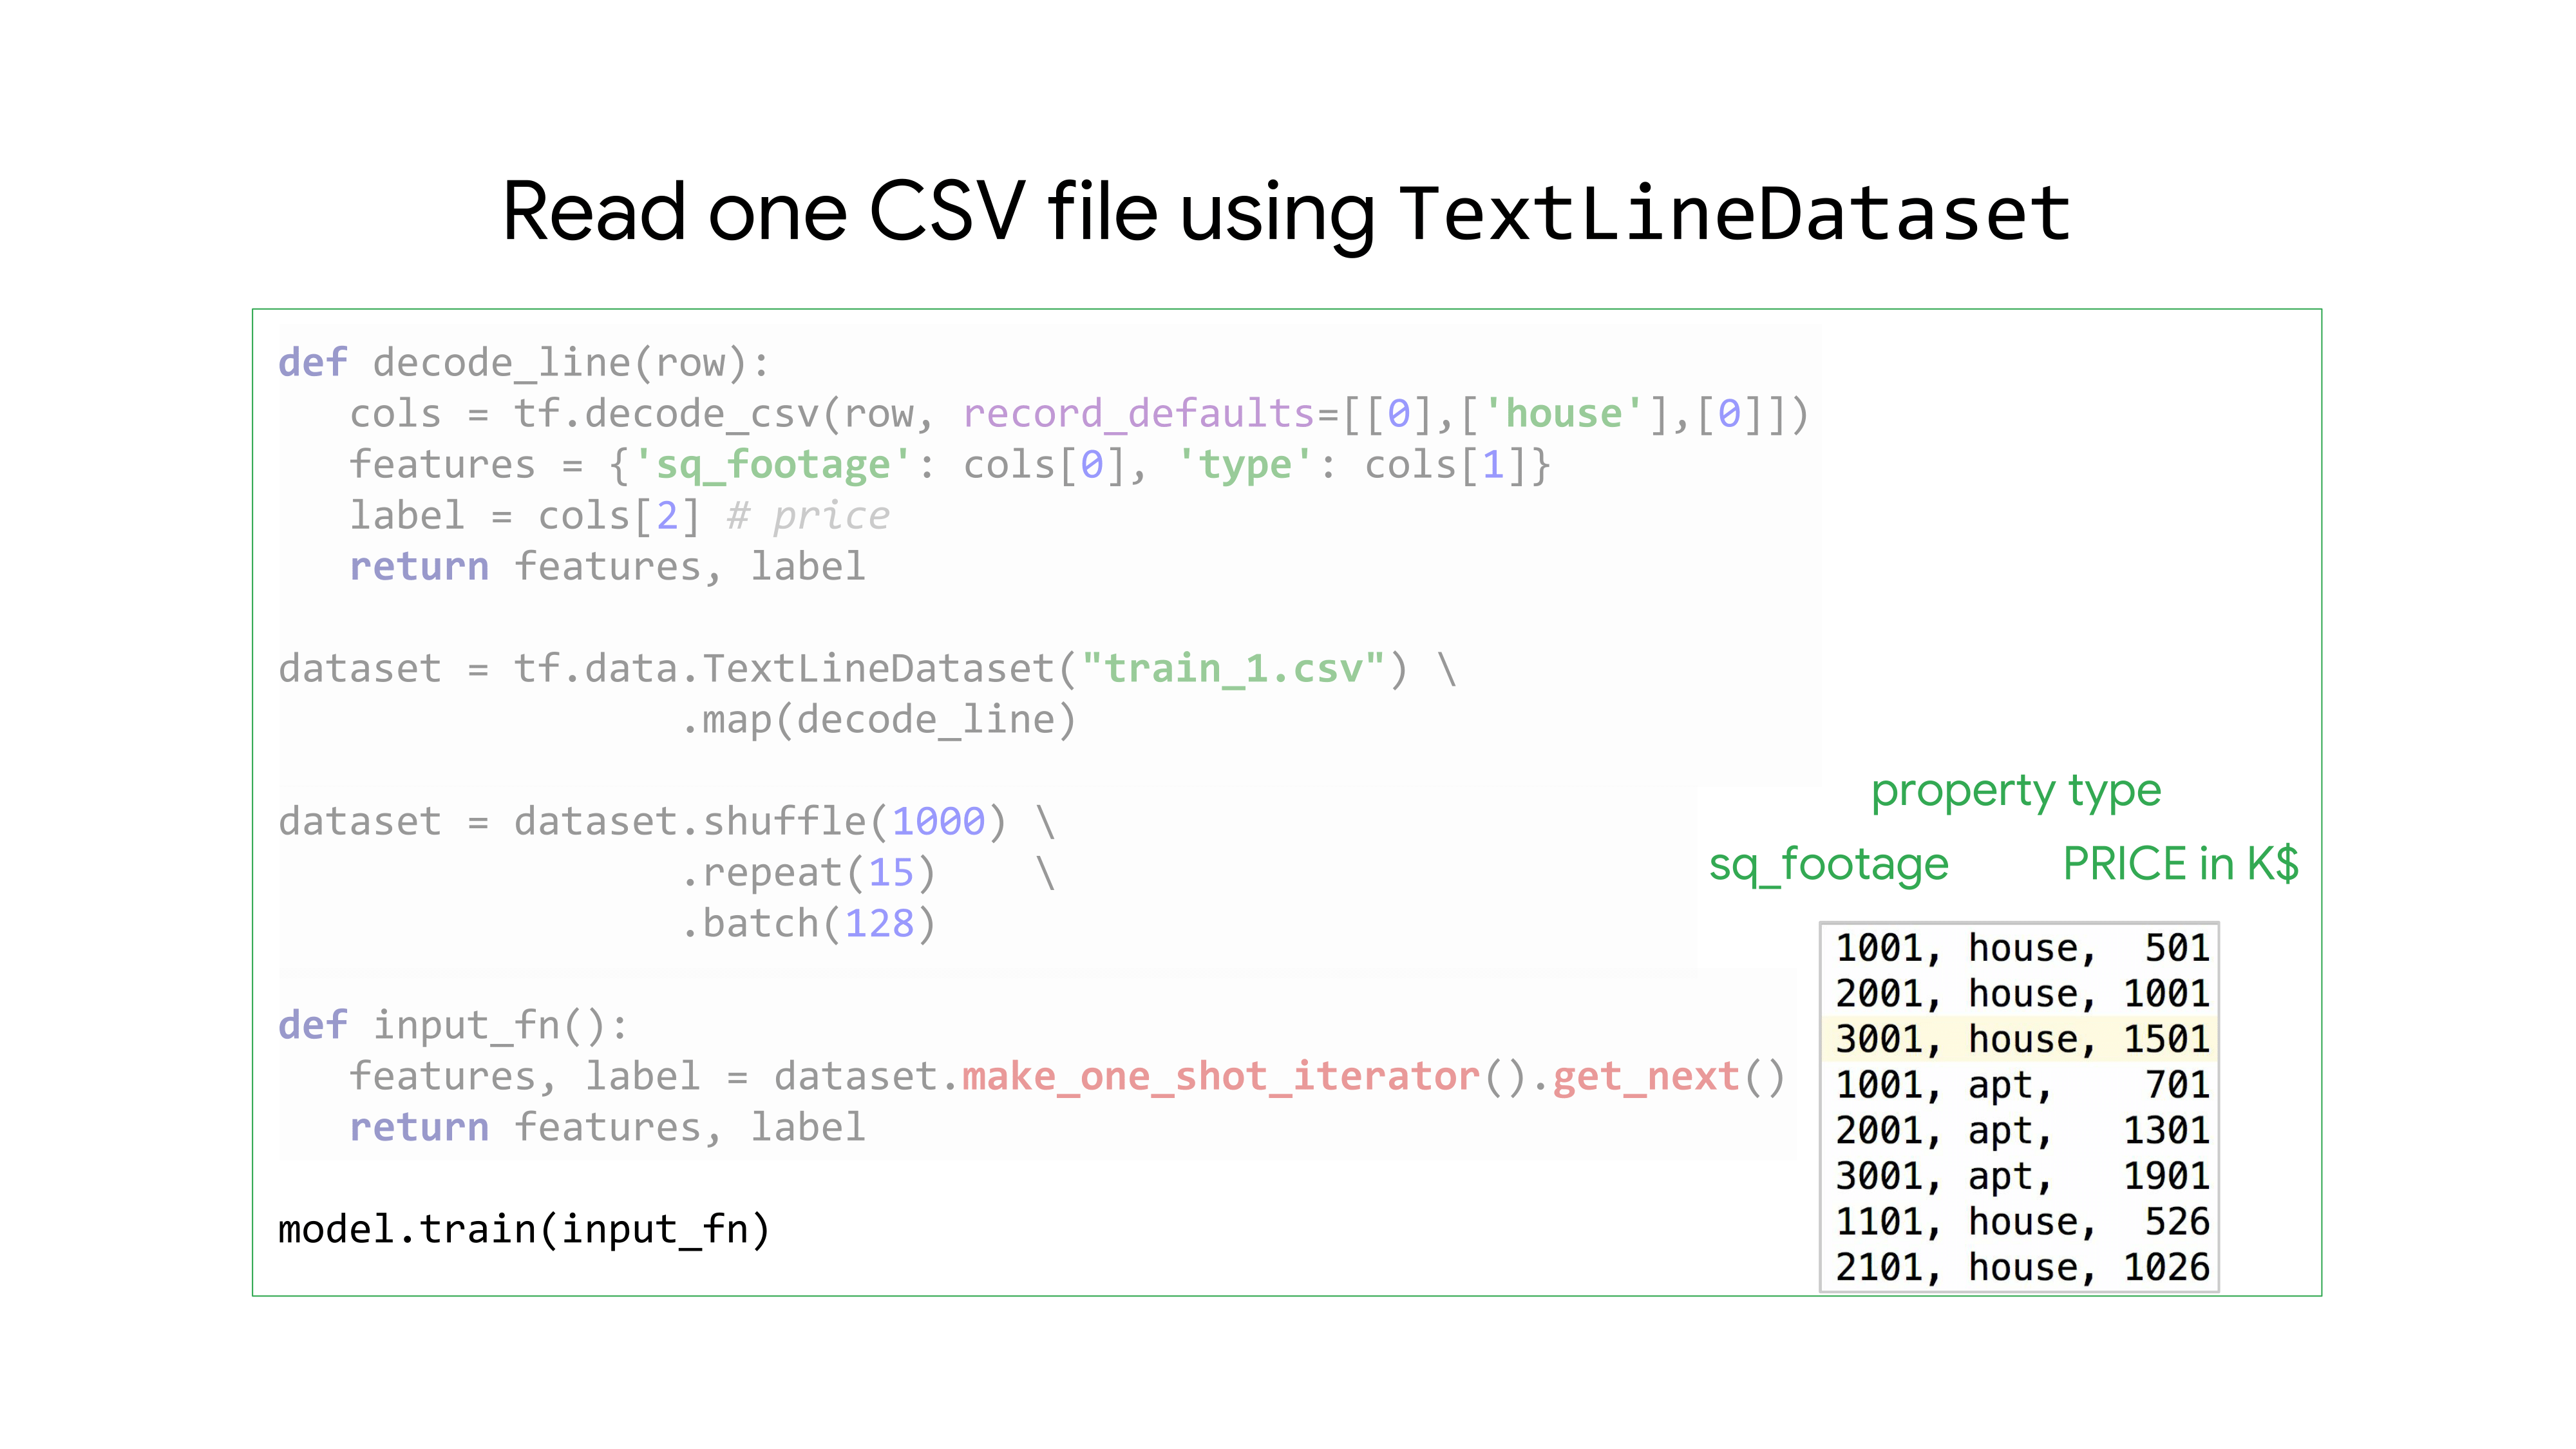 Read one CSV file using TextLineDataset
def decode_line(row):
   cols = tf.decode_csv(row, record_defaults=[[0],['house'],[0]])
   features = {'sq_footage': cols[0], 'type': cols[1]}
   label = cols[2] # price
   return features, label
dataset = tf.data.TextLineDataset("train_1.csv") \
                 .map(decode_line)
dataset = dataset.shuffle(1000) \
                 .repeat(15)    \
                 .batch(128)
def input_fn():
   features, label = dataset.make_one_shot_iterator().get_next()
   return features, label
model.train(input_fn)
property type
sq_footage PRICE in K$
1001, house,  501
2001, house, 1001
3001, house, 1501
1001, apt,    701
2001, apt,   1301
3001, apt,   1901
1101, house,  526
2101, house, 1026